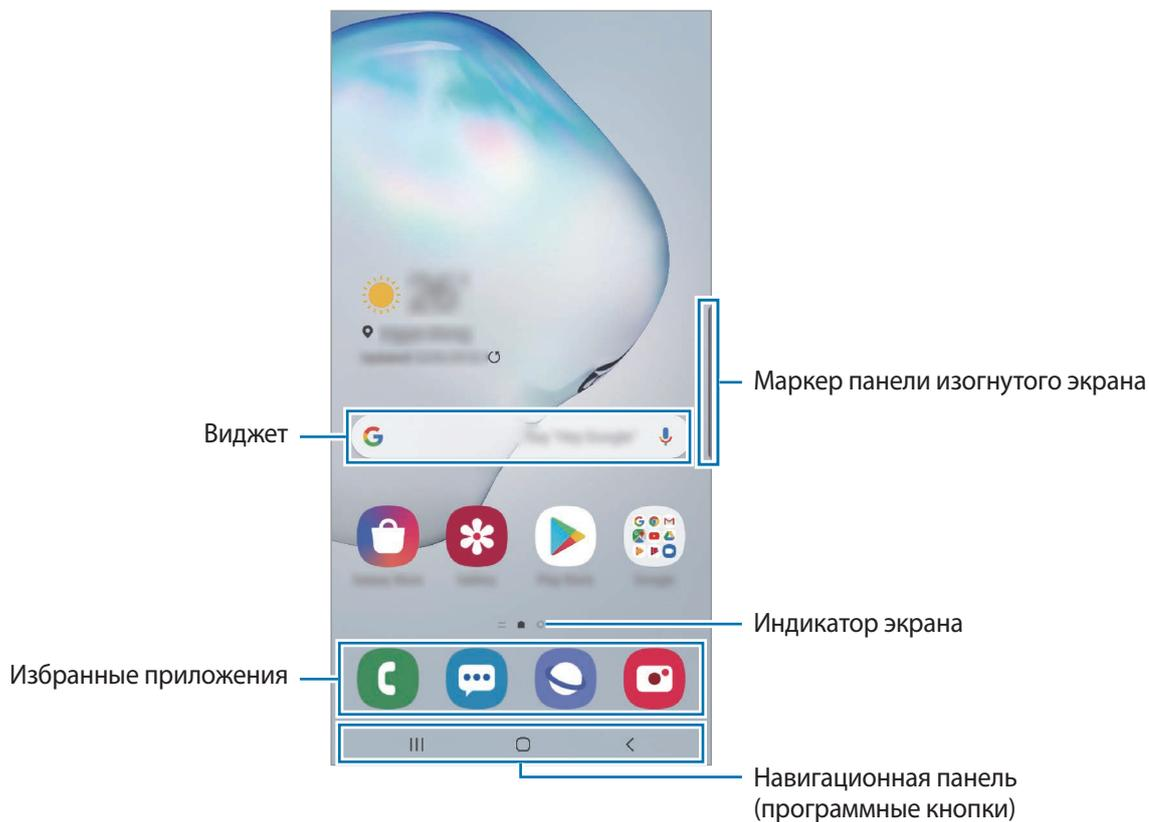 Маркер панели изогнутого экрана
Виджет
Индикатор экрана
Избранные приложения
Навигационная панель
(программные кнопки)